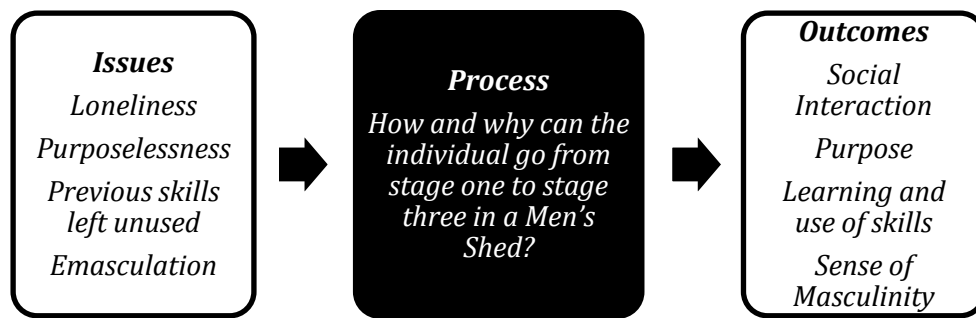 Issues
Loneliness
Purposelessness
Previous skills
left unused
Emasculation
Process
How and why can the
individual go from
stage one to stage
three in a Men's
Shed?
Outcomes
Social
Interaction
Purpose
Learning and
use of skills
Sense of
Masculinity